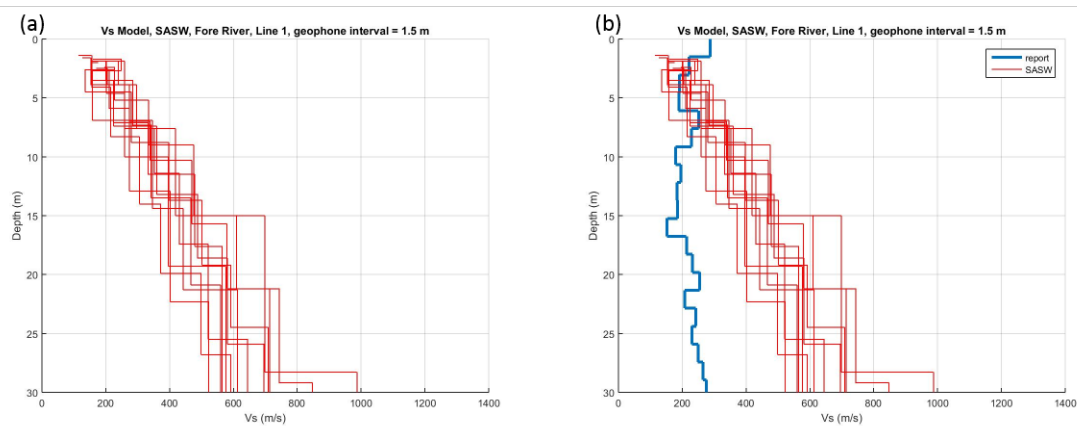 (a)
Vs Model, SASW, Fore River, Line 1, geophone interval = 1.5 m
0
5
10
15
20
25
30
Depth (m)
0 200 400 600 800 1000 1200 1400
Vs (m/s)
(b)
Vs Model, SASW, Fore River, Line 1, geophone interval = 1.5 m
report
SASW
0
5
10
15
20
25
30
Depth (m)
0 200 400 600 800 1000 1200 1400
Vs (m/s)